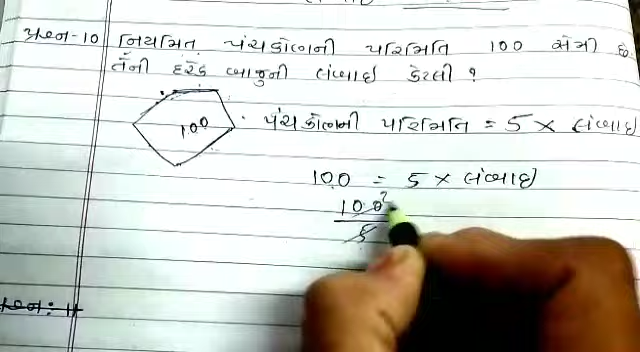 પ્રશ્ન-10 નિયમિત પંચકોણની પરિમિતિ 100 સેમી છે
તેની દરેક બાજુની લંબાઈ કેટલી ?
100
પંચકોણની પરિમિતિ = 5 × લંબાઈ
100 = 5 × લંબાઈ
100 2
5
પ્રશ્ન: 11